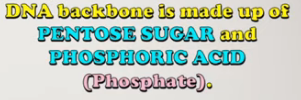 DNA backbone is made up of
PENTOSE SUGAR and
PHOSPHORIC ACID
(Phosphate).